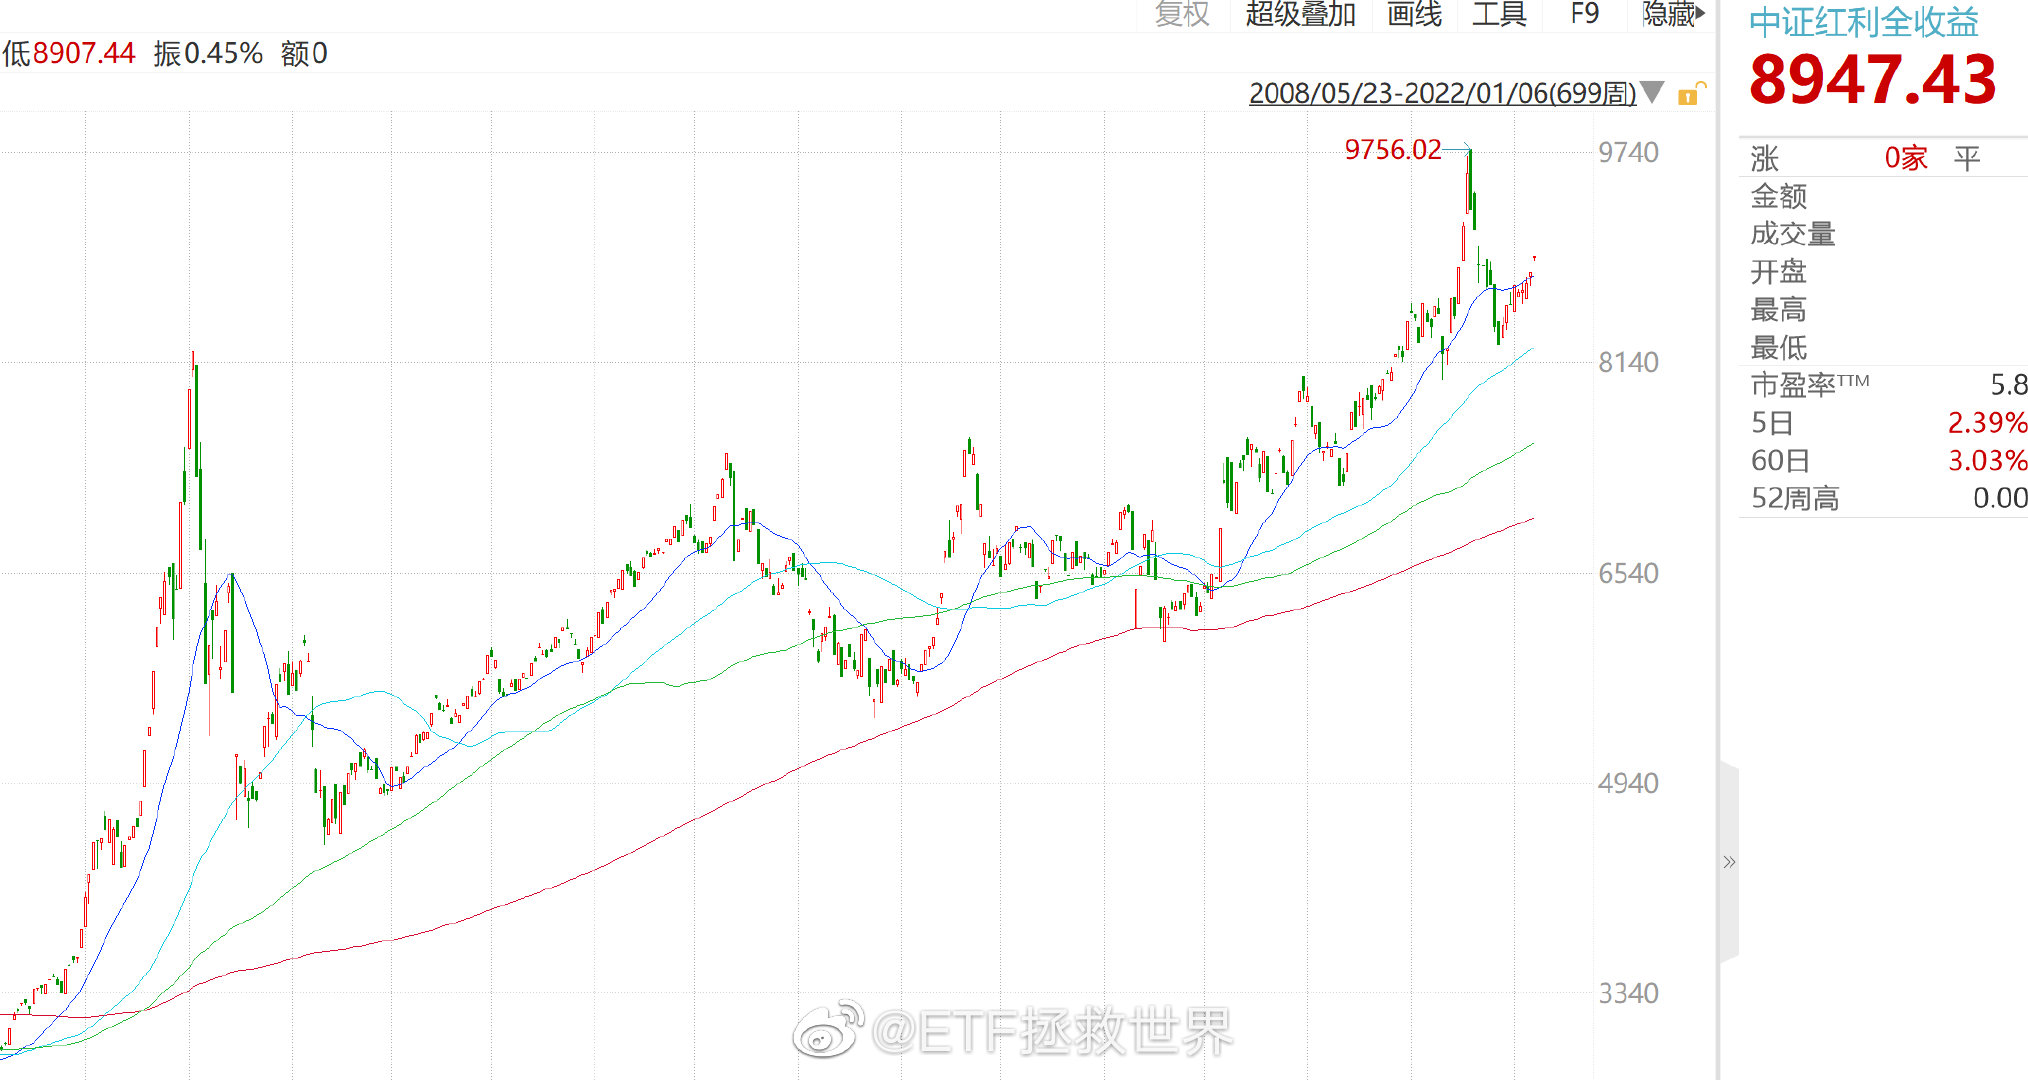 复权 超级叠加 画线 工具 F9 隐藏
低8907.44 振0.45% 额0
2008/05/23-2022/01/06(699周)
9756.02
9740
8140
6540
4940
3340
中证红利全收益
8947.43
涨 0家 平
金额
成交量
开盘
最高
最低
市盈率TTM 5.8
5日 2.39%
60日 3.03%
52周高 0.00
@ETF拯救世界